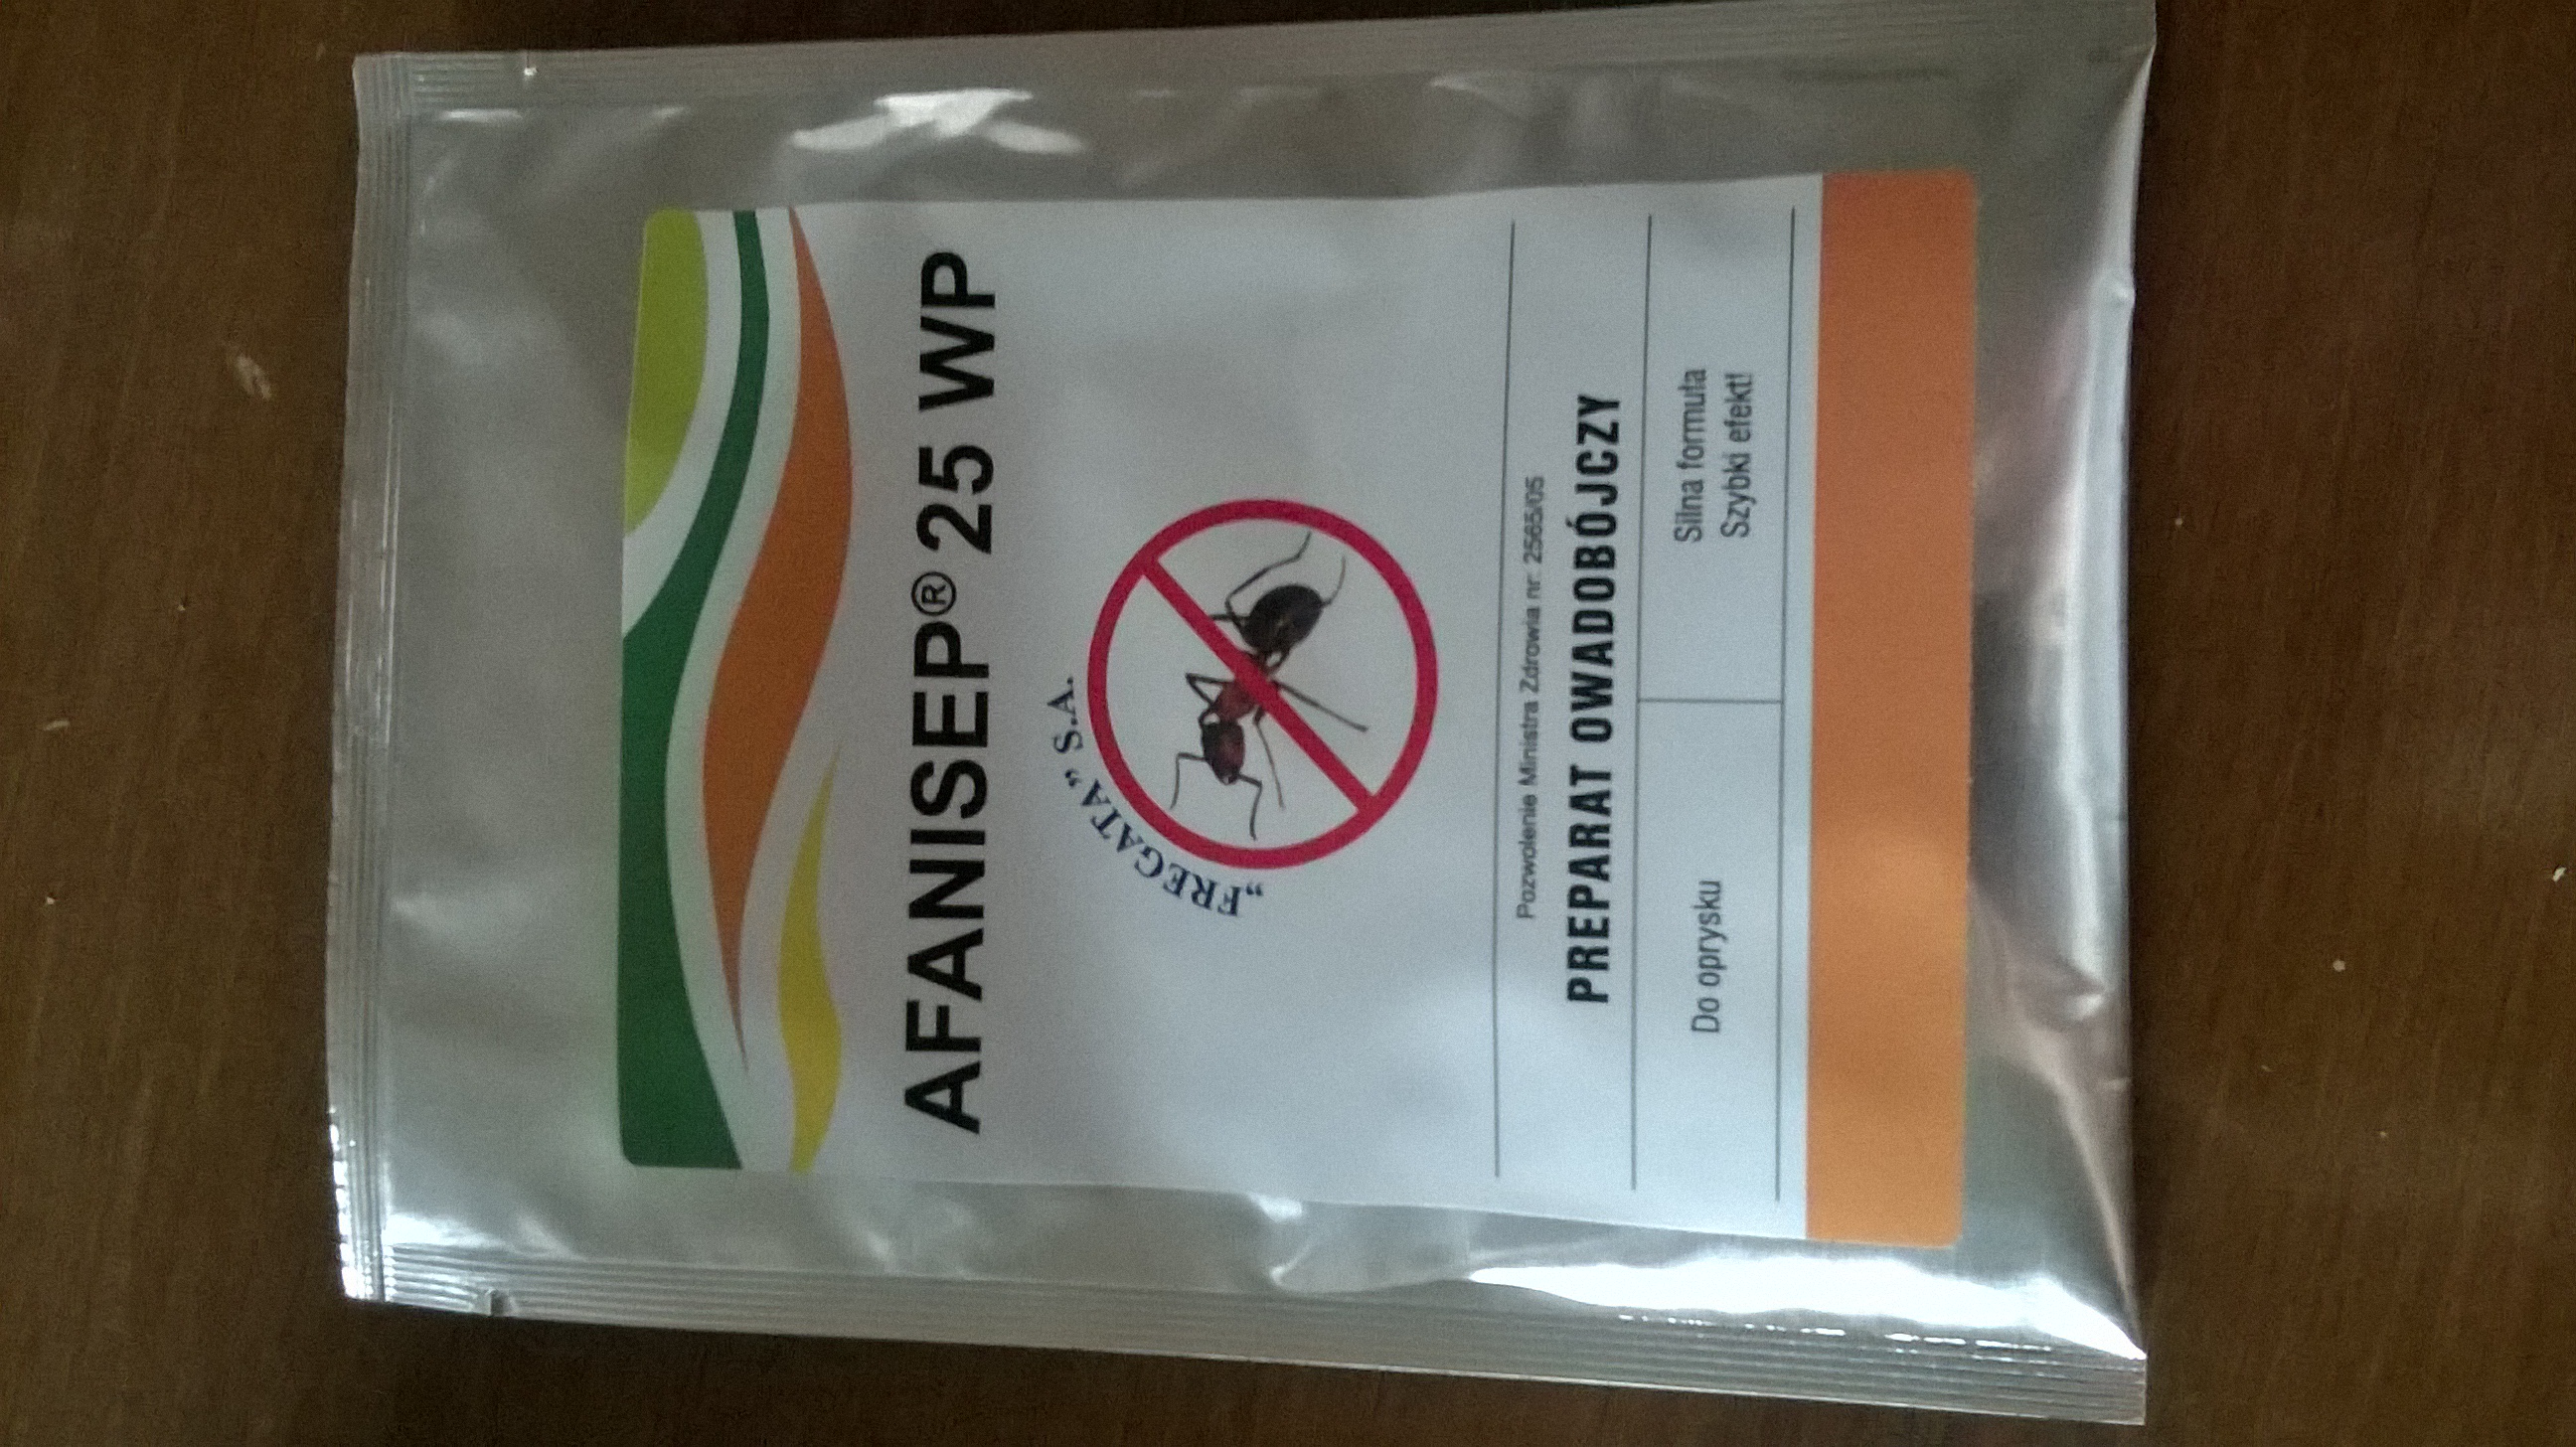 AFANISEP® 25 WP
„FREGATA” S.A.
Pozwolenie Ministra Zdrowia nr: 2565/05
PREPARAT OWADOBÓJCZY
Do oprysku
Silna formuła
Szybki efekt!